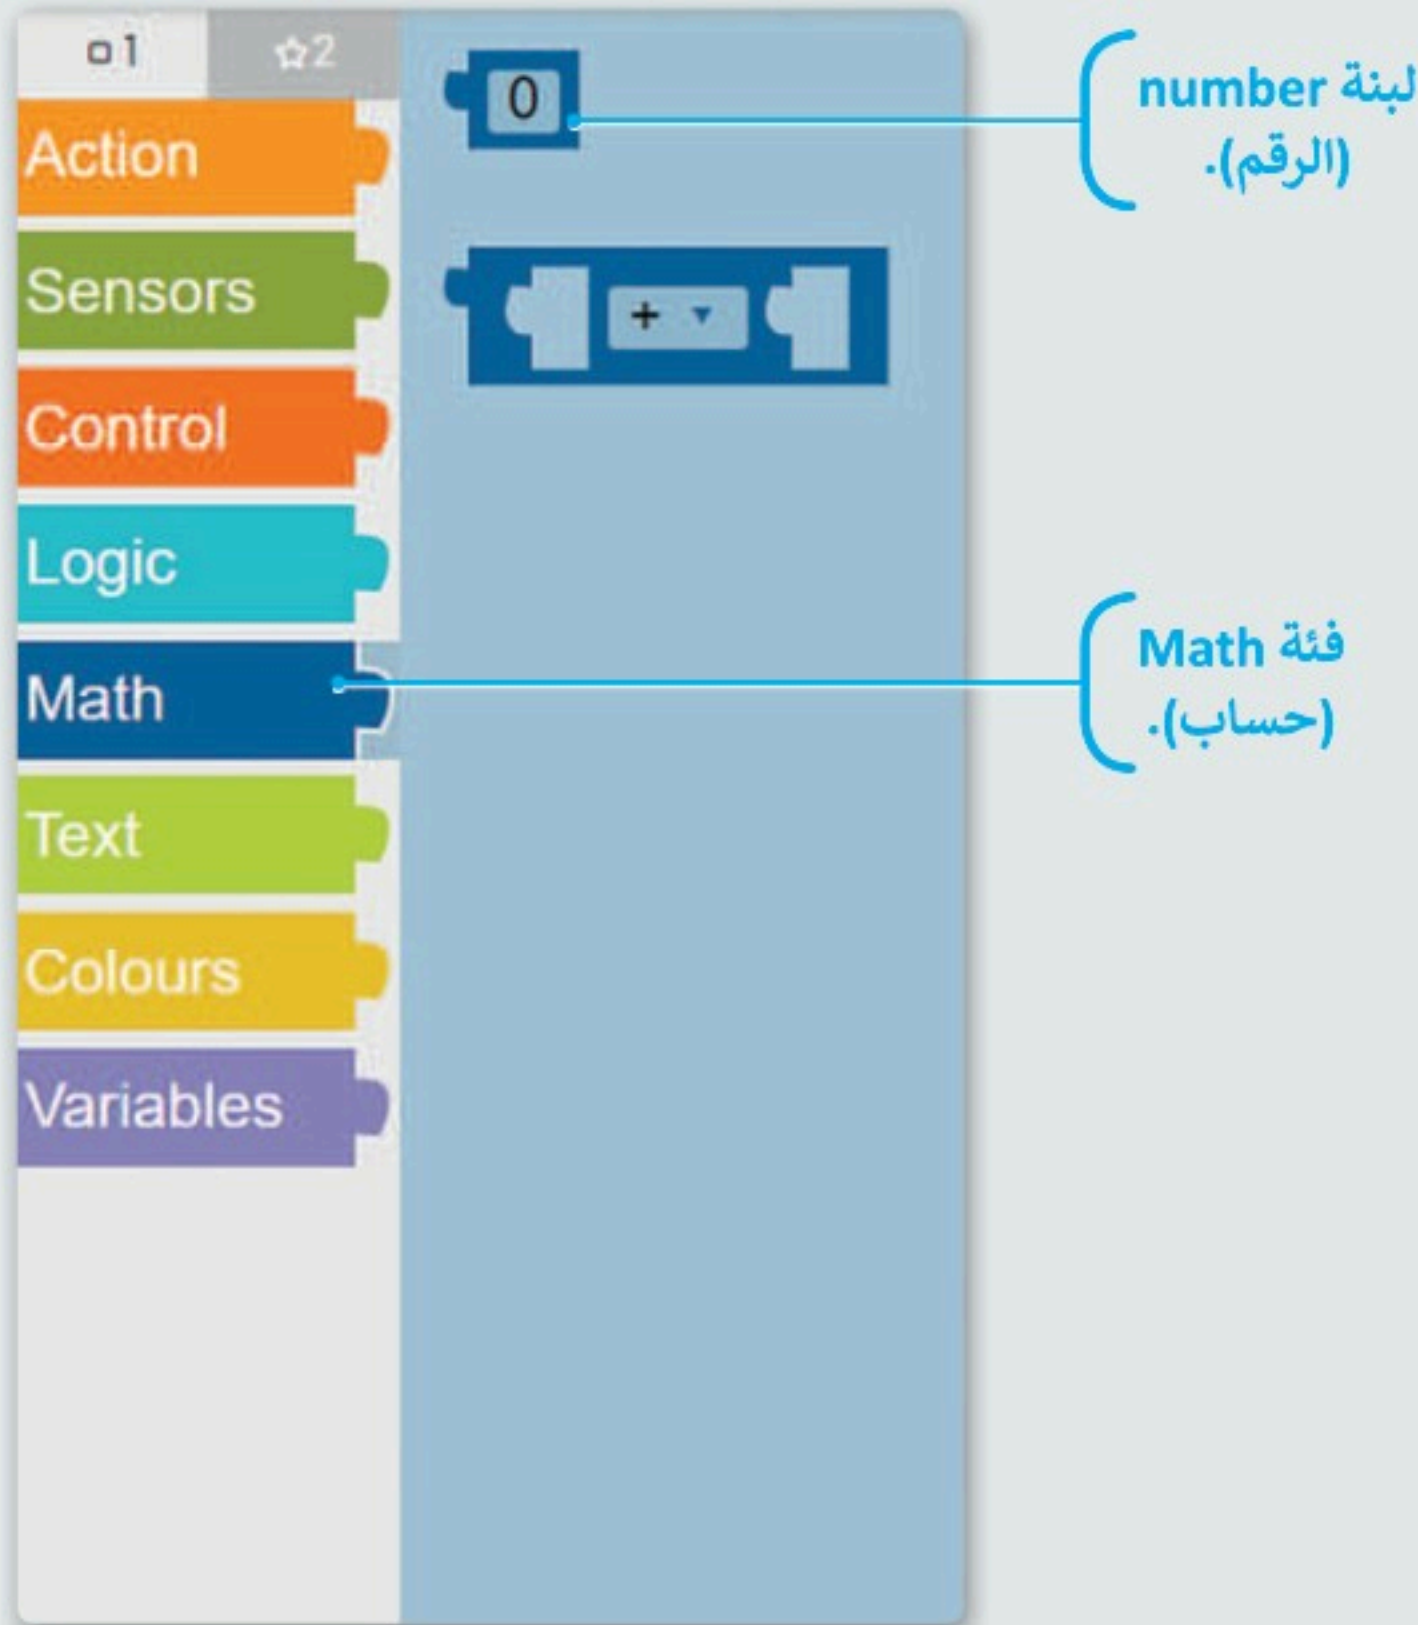 1 2
Action
Sensors
Control
Logic
Math
Text
Colours
Variables
0
+
لبنة number
(الرقم).
فئة Math
(حساب).